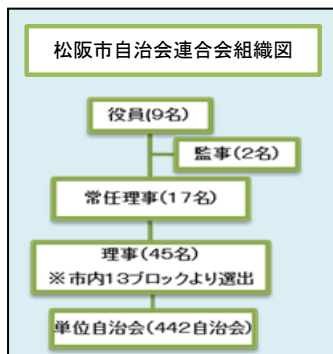 松阪市自治会連合会組織図
役員(9名)
監事(2名)
常任理事(17名)
理事(45名)
※市内13ブロックより選出
単位自治会(442自治会)